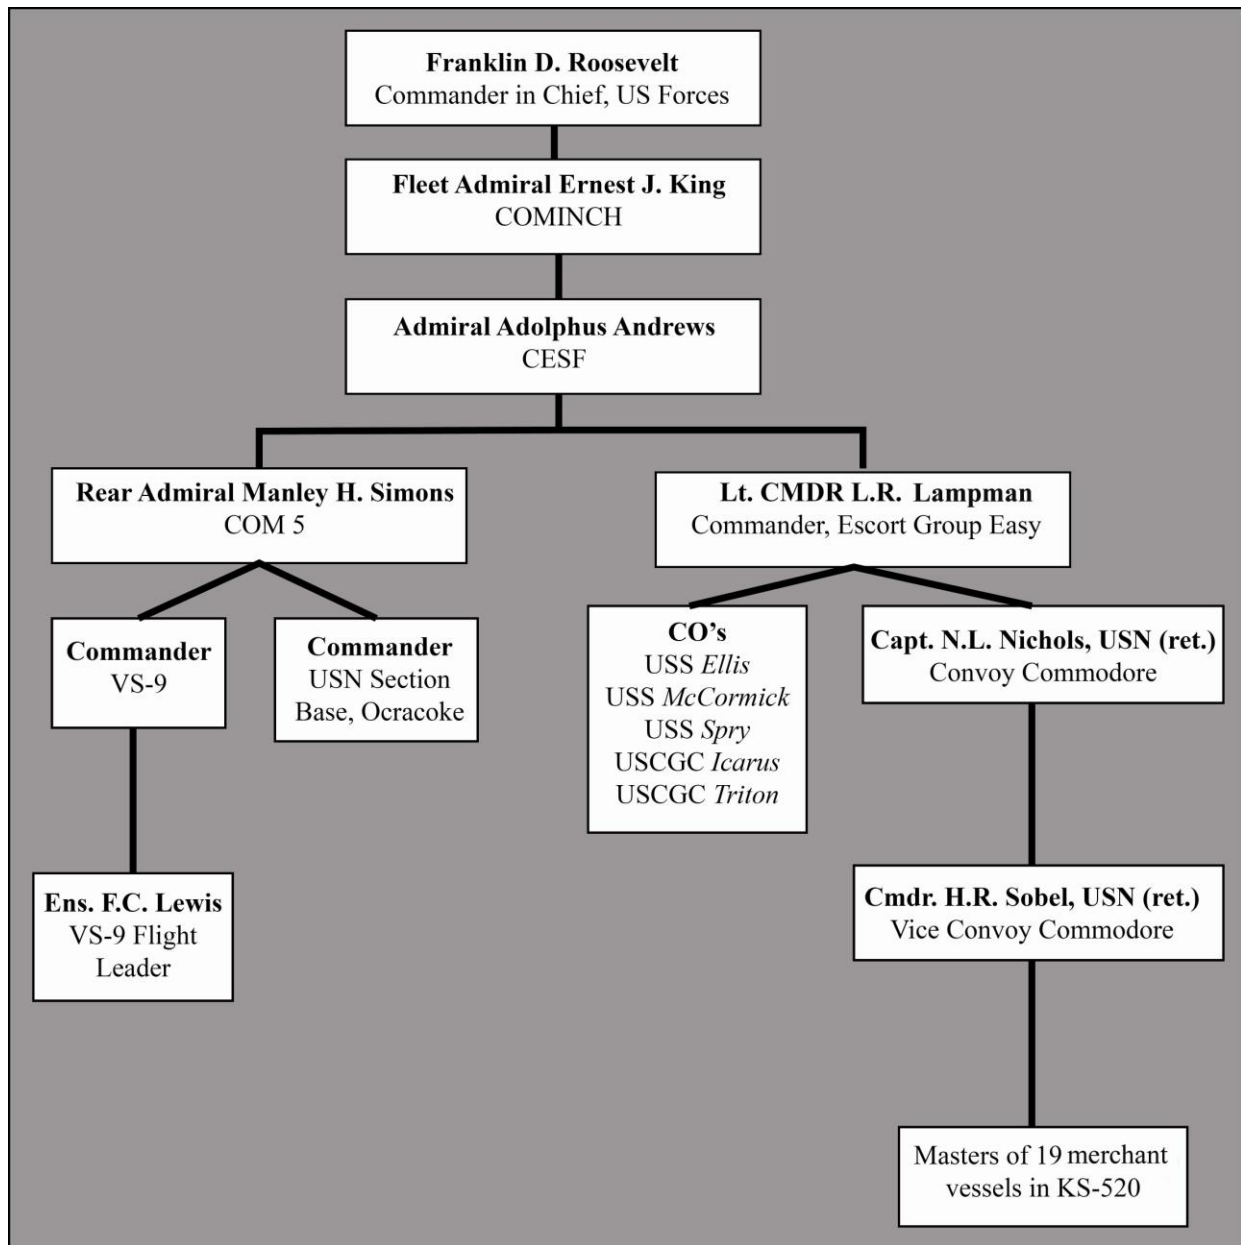 Franklin D. Roosevelt
Commander in Chief, US Forces
Fleet Admiral Ernest J. King
COMINCH
Admiral Adolphus Andrews
CESF
Rear Admiral Manley H. Simons
COM 5
Lt. CMDR L.R. Lampman
Commander, Escort Group Easy
Commander
VS-9
Commander
USN Section
Base, Ocracoke
CO's
USS Ellis
USS McCormick
USS Spry
USCGC Icarus
USCGC Triton
Capt. N.L. Nichols, USN (ret.)
Convoy Commodore
Ens. F.C. Lewis
VS-9 Flight
Leader
Cmdr. H.R. Sobel, USN (ret.)
Vice Convoy Commodore
Masters of 19 merchant
vessels in KS-520